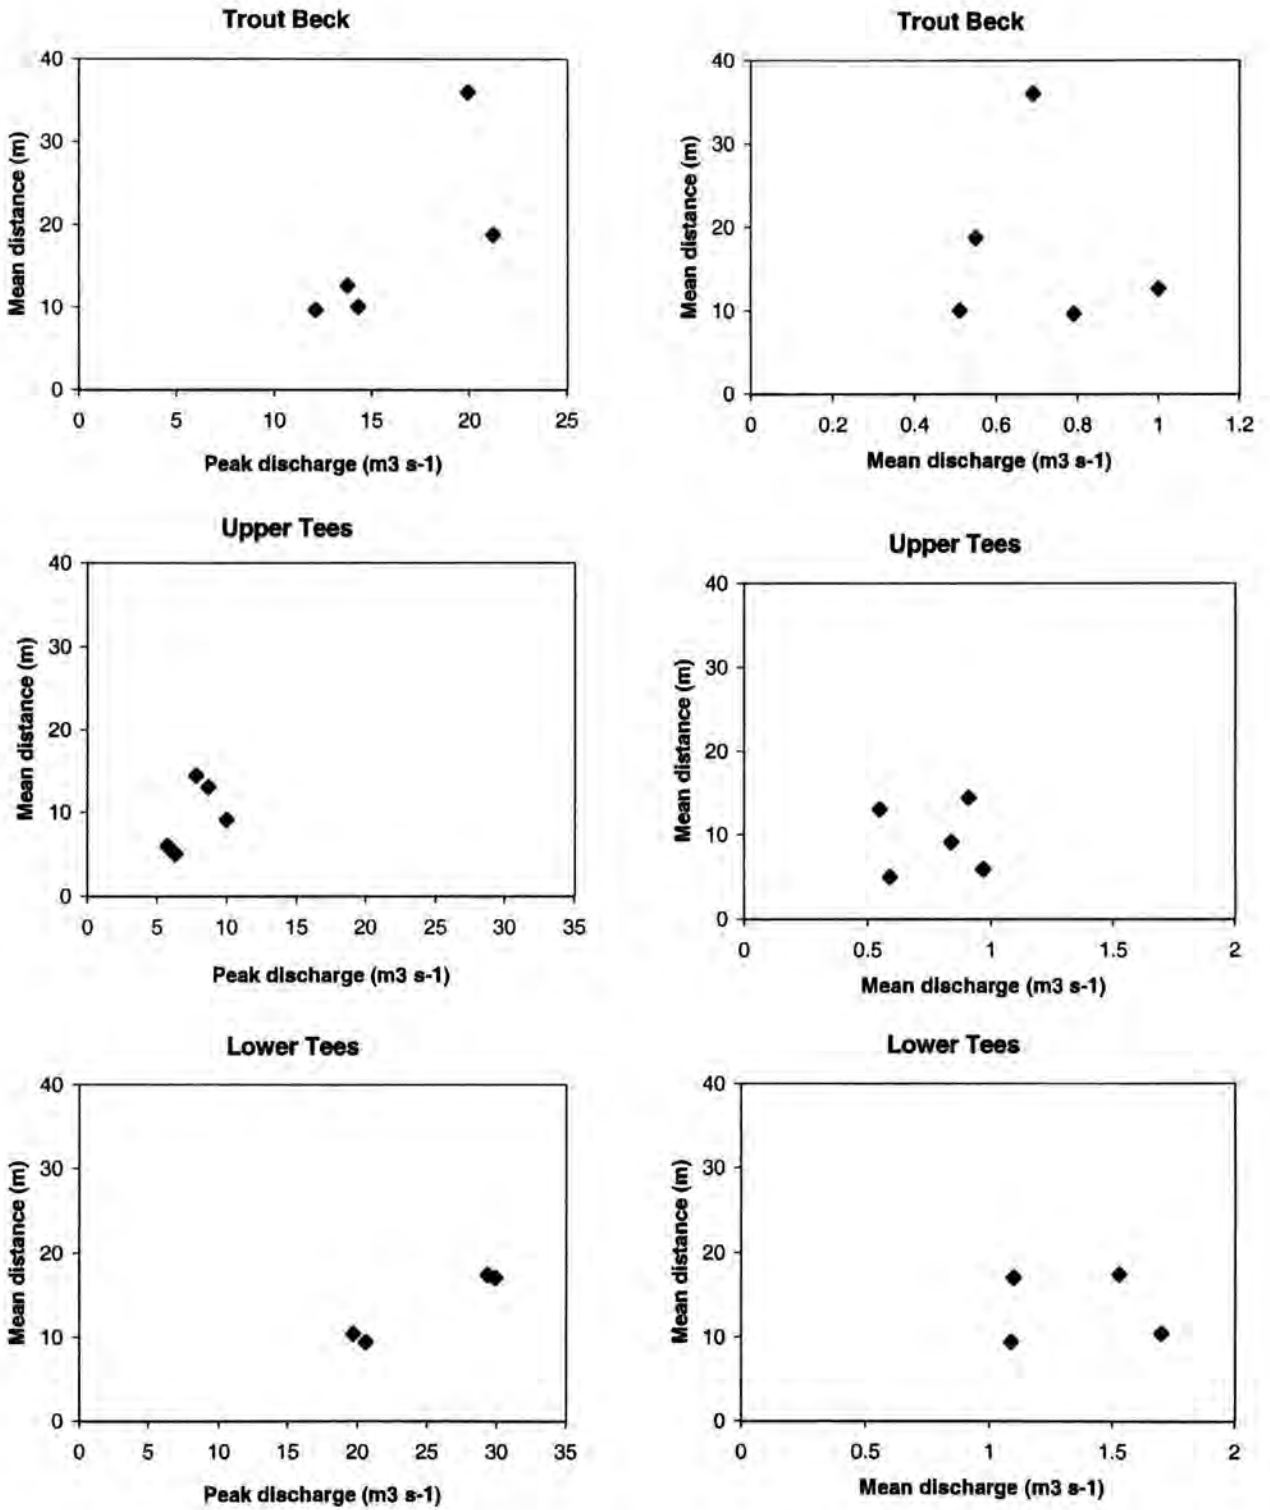 Trout Beck
40
30
20
10
0
Mean distance (m)
0 5 10 15 20 25
Peak discharge (m3 s-1)
Trout Beck
40
30
20
10
0
Mean distance (m)
0 0.2 0.4 0.6 0.8 1 1.2
Mean discharge (m3 s-1)
Upper Tees
40
30
20
10
0
Mean distance (m)
0 5 10 15 20 25 30 35
Peak discharge (m3 s-1)
Upper Tees
40
30
20
10
0
Mean distance (m)
0 0.5 1 1.5 2
Mean discharge (m3 s-1)
Lower Tees
40
30
20
10
0
Mean distance (m)
0 5 10 15 20 25 30 35
Peak discharge (m3 s-1)
Lower Tees
40
30
20
10
0
Mean distance (m)
0 0.5 1 1.5 2
Mean discharge (m3 s-1)